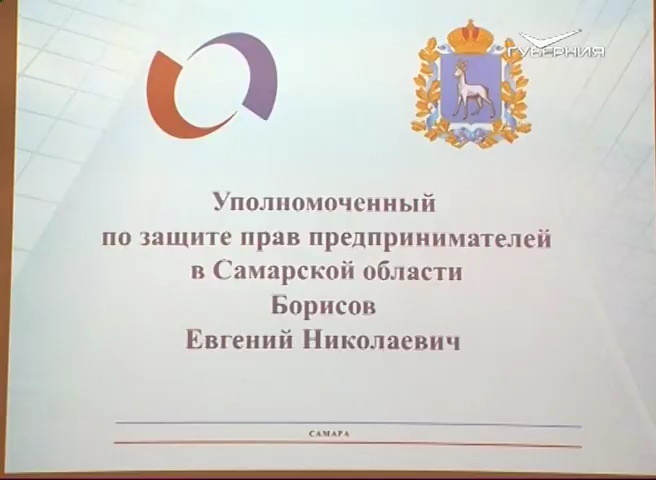 ГУБЕРНИЯ
Уполномоченный
по защите прав предпринимателей
в Самарской области
Борисов
Евгений Николаевич
САМАРА